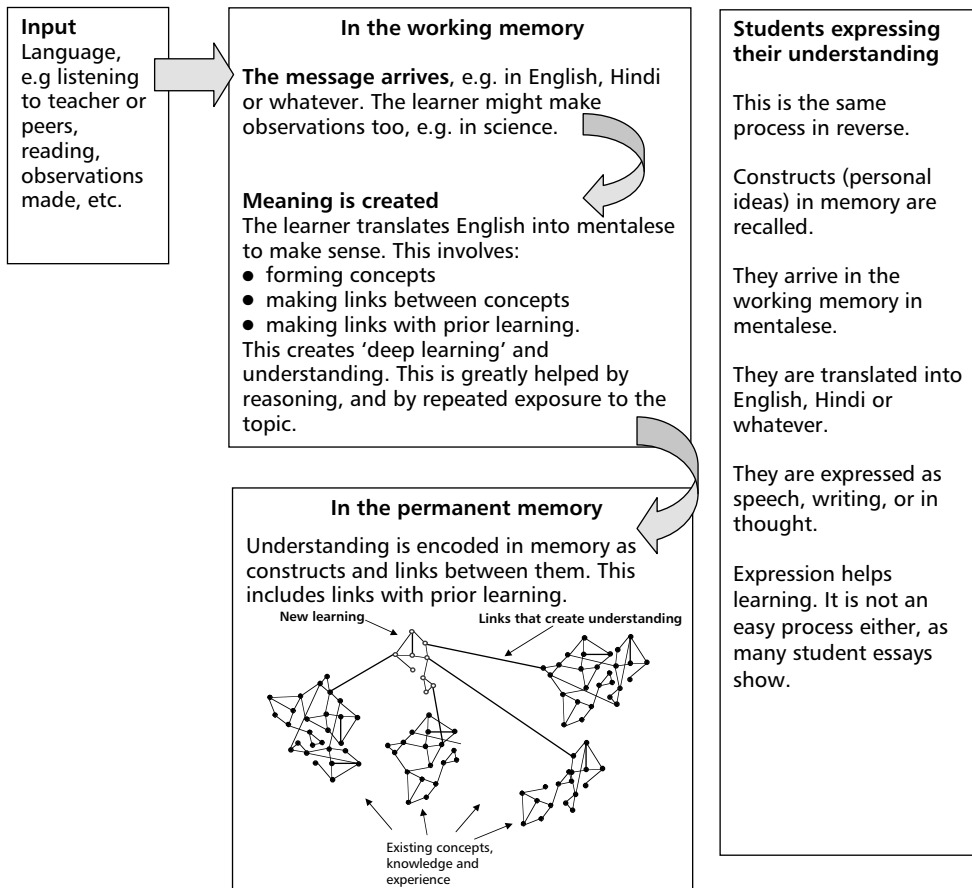 Input
Language,
e.g listening
to teacher or
peers,
reading,
observations
made, etc.
In the working memory
The message arrives, e.g. in English, Hindi
or whatever. The learner might make
observations too, e.g. in science.
Meaning is created
The learner translates English into mentalese
to make sense. This involves:
● forming concepts
● making links between concepts
● making links with prior learning.
This creates ‘deep learning’ and
understanding. This is greatly helped by
reasoning, and by repeated exposure to the
topic.
In the permanent memory
Understanding is encoded in memory as
constructs and links between them. This
includes links with prior learning.
New learning
Links that create understanding
Existing concepts,
knowledge and
experience
Students expressing
their understanding
This is the same
process in reverse.
Constructs (personal
ideas) in memory are
recalled.
They arrive in the
working memory in
mentalese.
They are translated into
English, Hindi or
whatever.
They are expressed as
speech, writing, or in
thought.
Expression helps
learning. It is not an
easy process either, as
many student essays
show.